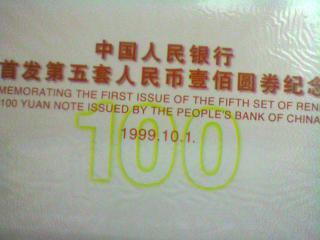 中国人民银行
首发第五套人民币壹佰圆券纪念
MEMORATING THE FIRST ISSUE OF THE FIFTH SET OF REN
100 YUAN NOTE ISSUED BY THE PEOPLE'S BANK OF CHINA
1999.10.1.
100